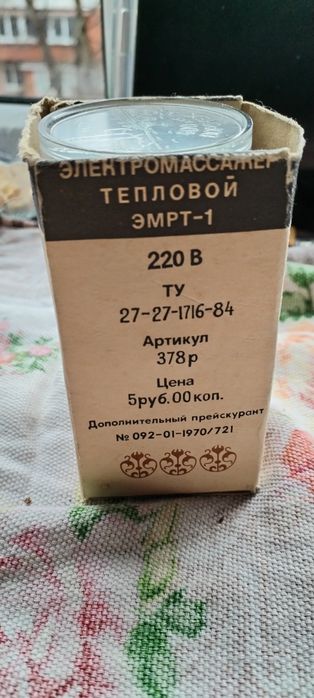 ЭЛЕКТРОМАССАЖЕР
ТЕПЛОВОЙ
ЭМРТ-1
220 В
ТУ
27-27-1716-84
Артикул
378р
Цена
5руб.00коп.
Дополнительный прейскурант
№ 092-01-1970/721